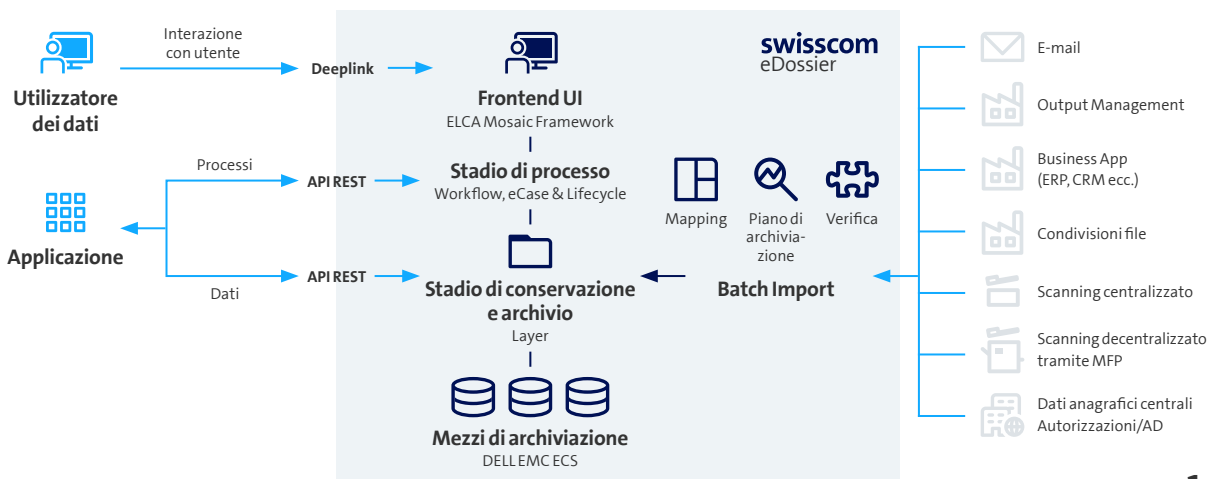 Interazione
con utente
Utilizzatore
dei dati
Deeplink
Processi
API REST
Applicazione
Dati
API REST
swisscom
eDossier
Frontend UI
ELCA Mosaic Framework
Stadio di processo
Workflow, eCase & Lifecycle
Stadio di conservazione
e archivio
Layer
Mezzi di archiviazione
DELL EMC ECS
Mapping
Piano di
archivia-
zione
Verifica
Batch Import
E-mail
Output Management
Business App
(ERP, CRM ecc.)
Condivisioni file
Scanning centralizzato
Scanning decentralizzato
tramite MFP
Dati anagrafici centrali
Autorizzazioni/AD